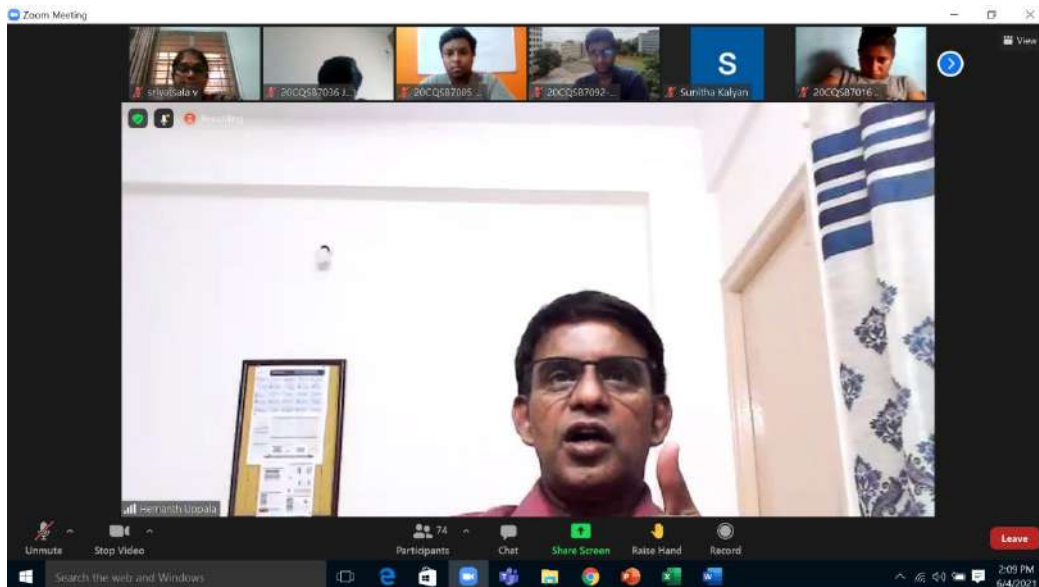 Zoom Meeting
View
srivatsala v
20CQSB7036 J...
20CQSB7005 ...
20CQSB7092-...
S
Sunitha Kalyan
20CQSB7016 ...
Recording
Hemanth Uppala
Unmute
Stop Video
74
Participants
Chat
Share Screen
Raise Hand
Record
Leave
Search the web and Windows
2:09 PM
6/4/2021